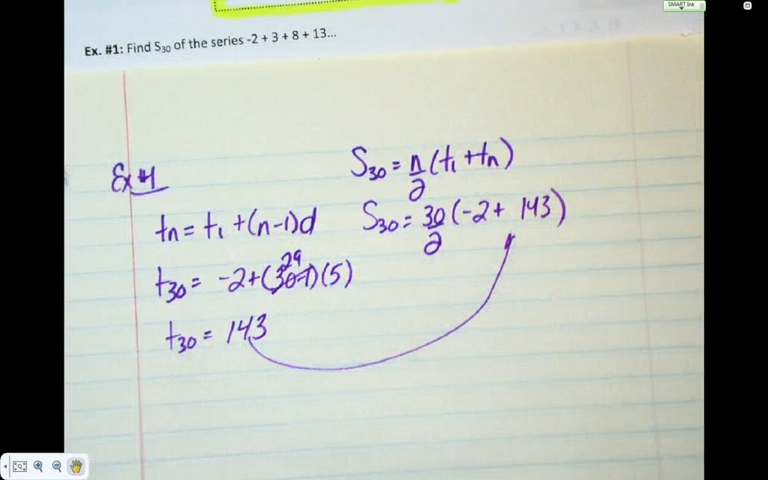 SMART Ink
Ex. #1: Find S30 of the series -2 + 3 + 8 + 13...
Ex #1
S30 = n/2 (t1 + tn)
tn = t1 + (n-1)d
S30 = 30/2 (-2 + 143)
29
t30 = -2 + (30-1)(5)
t30 = 143